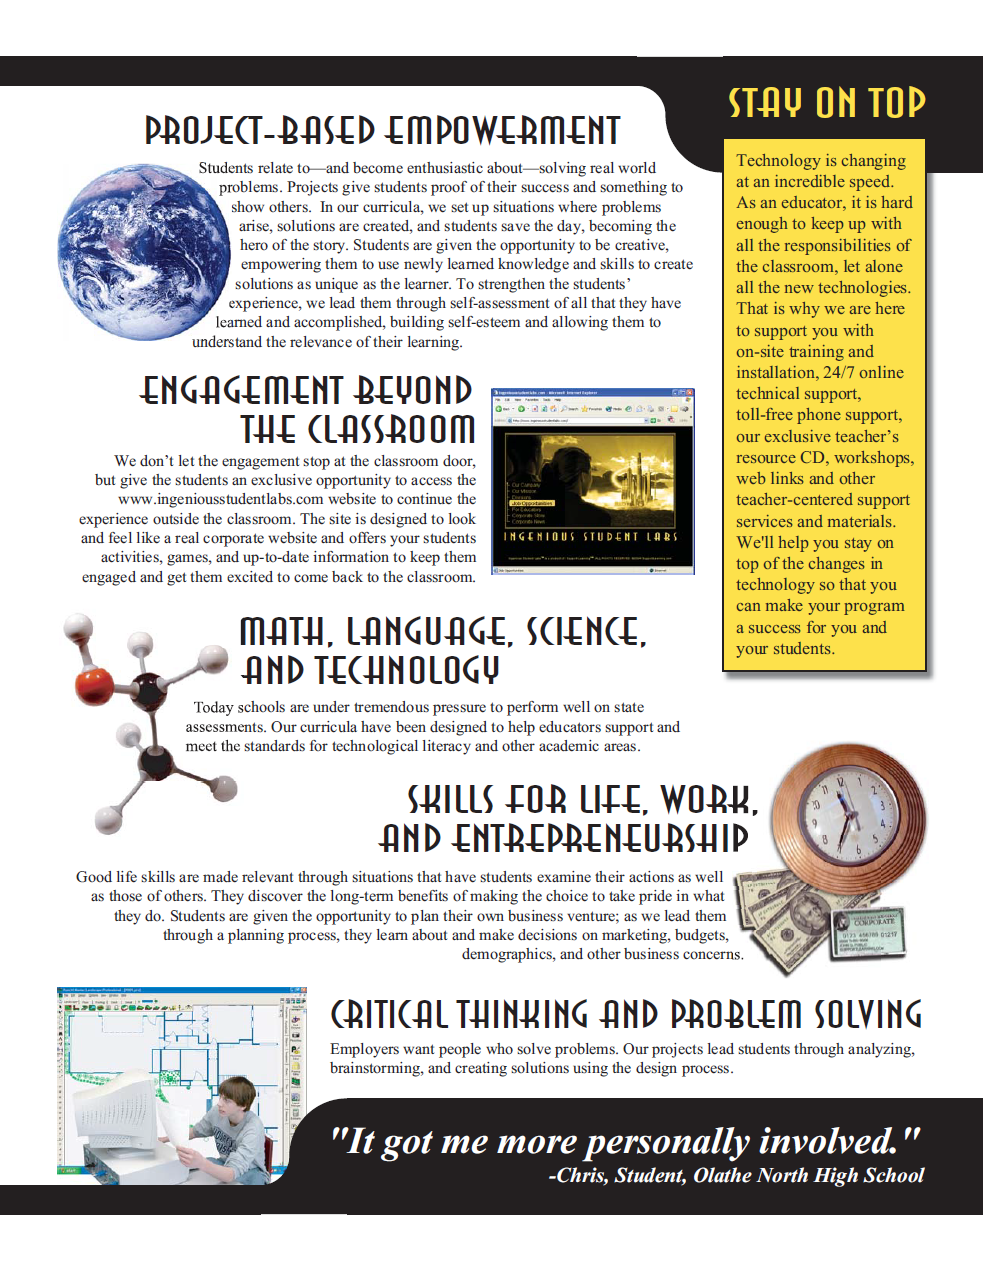 STAY ON TOP
Technology is changing
at an incredible speed.
As an educator, it is hard
enough to keep up with
all the responsibilities of
the classroom, let alone
all the new technologies.
That is why we are here
to support you with
on-site training and
installation, 24/7 online
technical support,
toll-free phone support,
our exclusive teacher's
resource CD, workshops,
web links and other
teacher-centered support
services and materials.
We'll help you stay on
top of the changes in
technology so that you
can make your program
a success for you and
your students.
PROJECT-BASED EMPOWERMENT
Students relate to—and become enthusiastic about—solving real world
problems. Projects give students proof of their success and something to
show others.  In our curricula, we set up situations where problems
arise, solutions are created, and students save the day, becoming the
hero of the story. Students are given the opportunity to be creative,
empowering them to use newly learned knowledge and skills to create
solutions as unique as the learner. To strengthen the students'
experience, we lead them through self-assessment of all that they have
learned and accomplished, building self-esteem and allowing them to
understand the relevance of their learning.
ENGAGEMENT BEYOND
THE CLASSROOM
We don't let the engagement stop at the classroom door,
but give the students an exclusive opportunity to access the
www.ingeniousstudentlabs.com website to continue the
experience outside the classroom. The site is designed to look
and feel like a real corporate website and offers your students
activities, games, and up-to-date information to keep them
engaged and get them excited to come back to the classroom.
Our Company
Our Mission
Divisions
Job Opportunities
For Educators
Corporate Store
Corporate News
INGENIOUS STUDENT LABS
MATH, LANGUAGE, SCIENCE,
AND TECHNOLOGY
Today schools are under tremendous pressure to perform well on state
assessments. Our curricula have been designed to help educators support and
meet the standards for technological literacy and other academic areas.
SKILLS FOR LIFE, WORK,
AND ENTREPRENEURSHIP
Good life skills are made relevant through situations that have students examine their actions as well
as those of others. They discover the long-term benefits of making the choice to take pride in what
they do. Students are given the opportunity to plan their own business venture; as we lead them
through a planning process, they learn about and make decisions on marketing, budgets,
demographics, and other business concerns.
CORPORATE
CRITICAL THINKING AND PROBLEM SOLVING
Employers want people who solve problems. Our projects lead students through analyzing,
brainstorming, and creating solutions using the design process.
"It got me more personally involved."
-Chris, Student, Olathe North High School